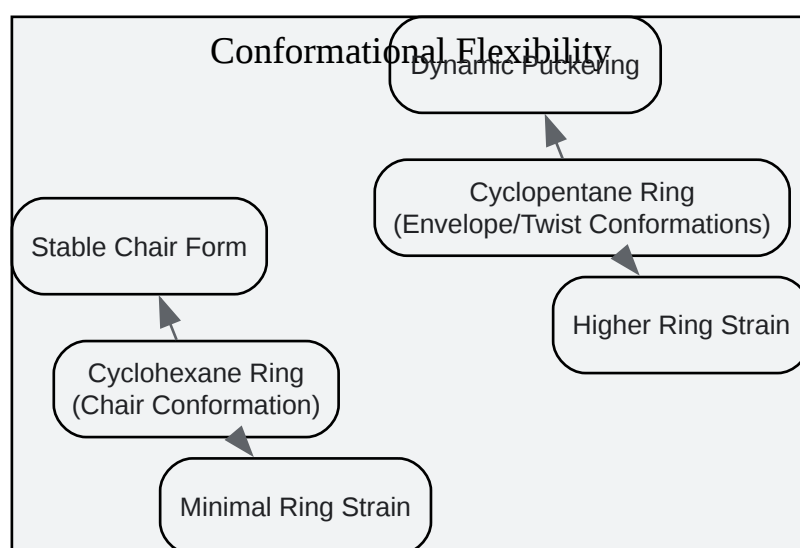 Conformational Flexibility
Dynamic Puckering
Cyclopentane Ring
(Envelope/Twist Conformations)
Stable Chair Form
Higher Ring Strain
Cyclohexane Ring
(Chair Conformation)
Minimal Ring Strain